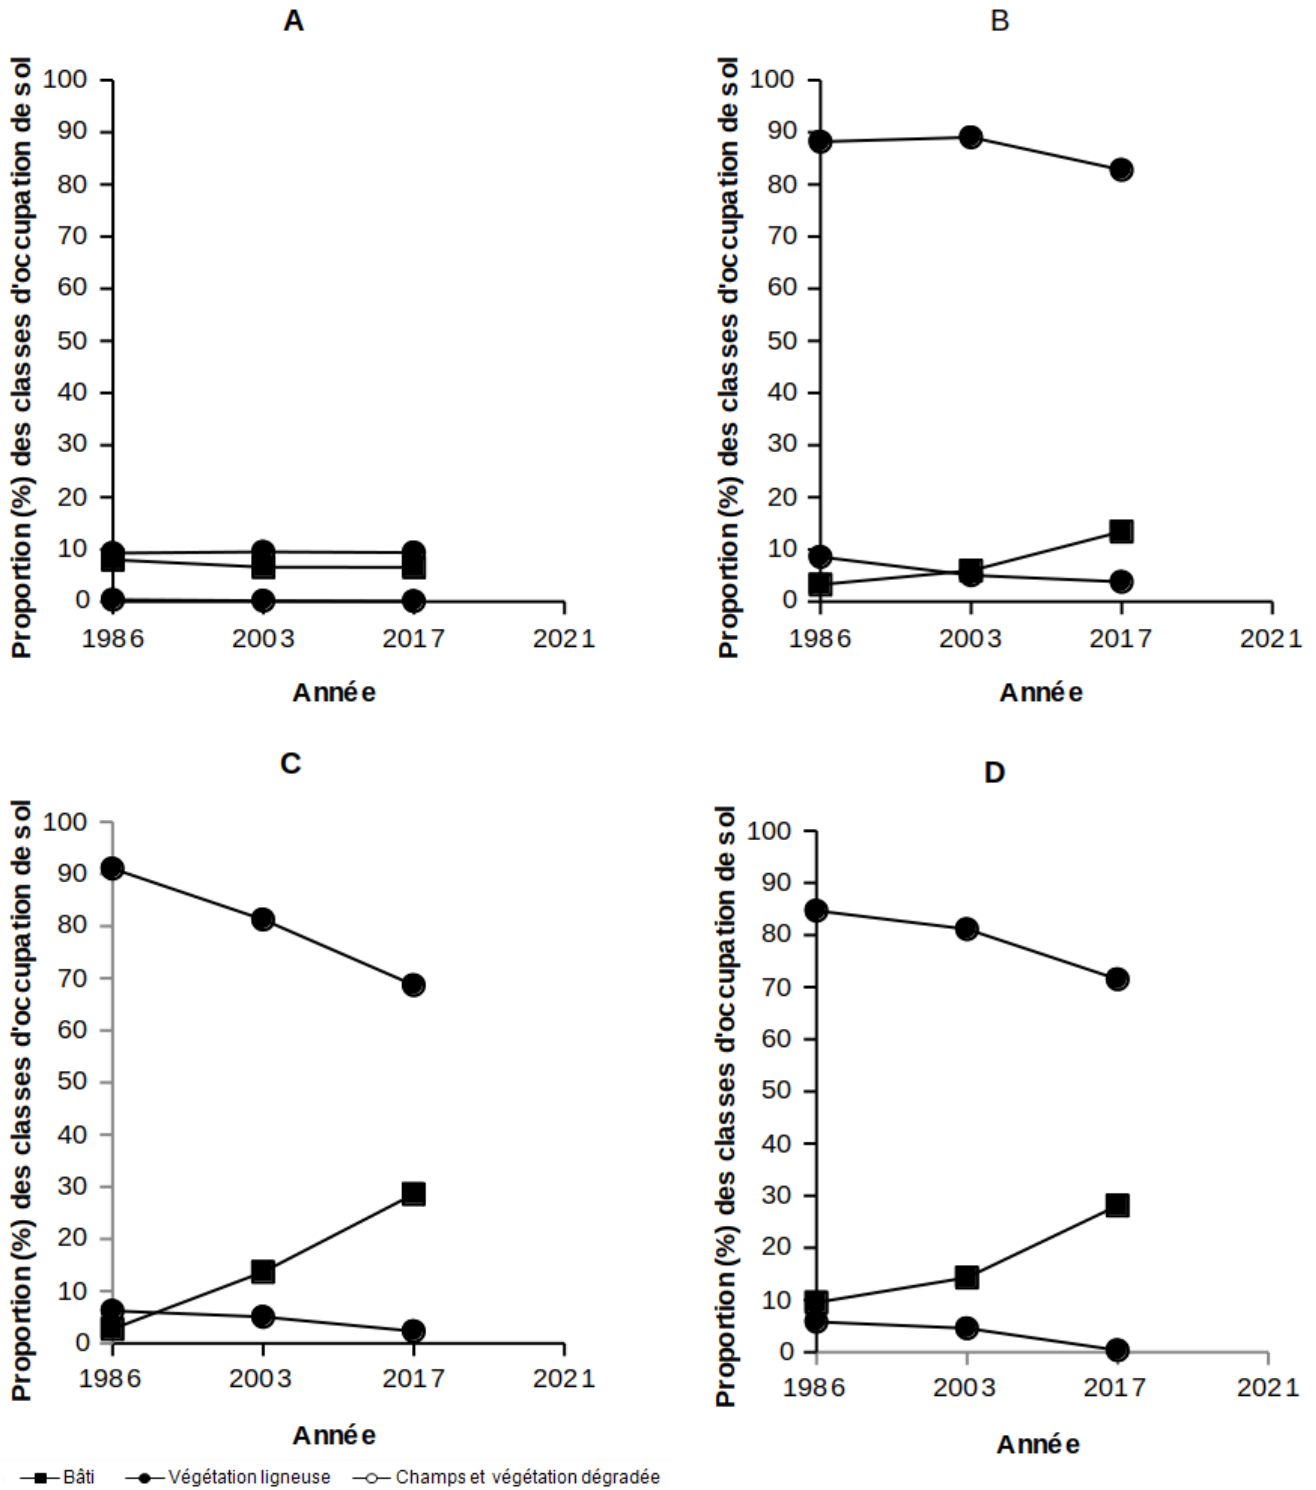 A
Proportion (%) des classes d'occupation de sol
100
90
80
70
60
50
40
30
20
10
0
1986 2003 2017 2021
Année
B
Proportion (%) des classes d'occupation de sol
100
90
80
70
60
50
40
30
20
10
0
1986 2003 2017 2021
Année
C
Proportion (%) des classes d'occupation de sol
100
90
80
70
60
50
40
30
20
10
0
1986 2003 2017 2021
Année
D
Proportion (%) des classes d'occupation de sol
100
90
80
70
60
50
40
30
20
10
0
1986 2003 2017 2021
Année
Bâti Végétation ligneuse Champs et végétation dégradée